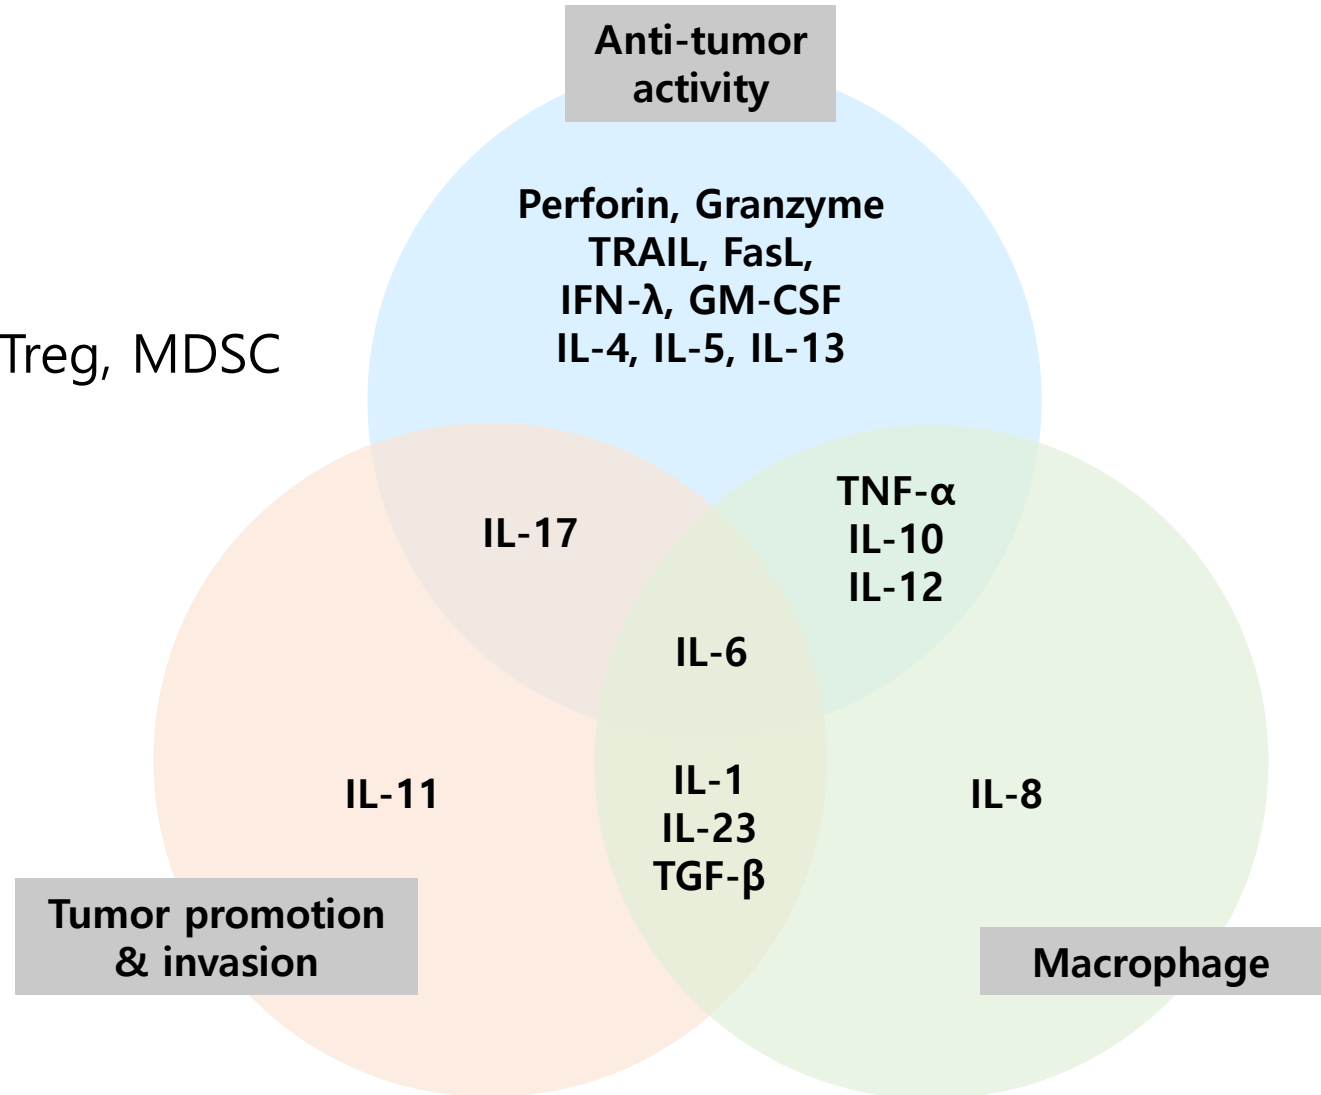 Anti-tumor
activity
Perforin, Granzyme
TRAIL, FasL,
IFN-λ, GM-CSF
IL-4, IL-5, IL-13
Treg, MDSC
IL-17
TNF-α
IL-10
IL-12
IL-6
IL-11
IL-1
IL-23
TGF-β
IL-8
Tumor promotion
& invasion
Macrophage